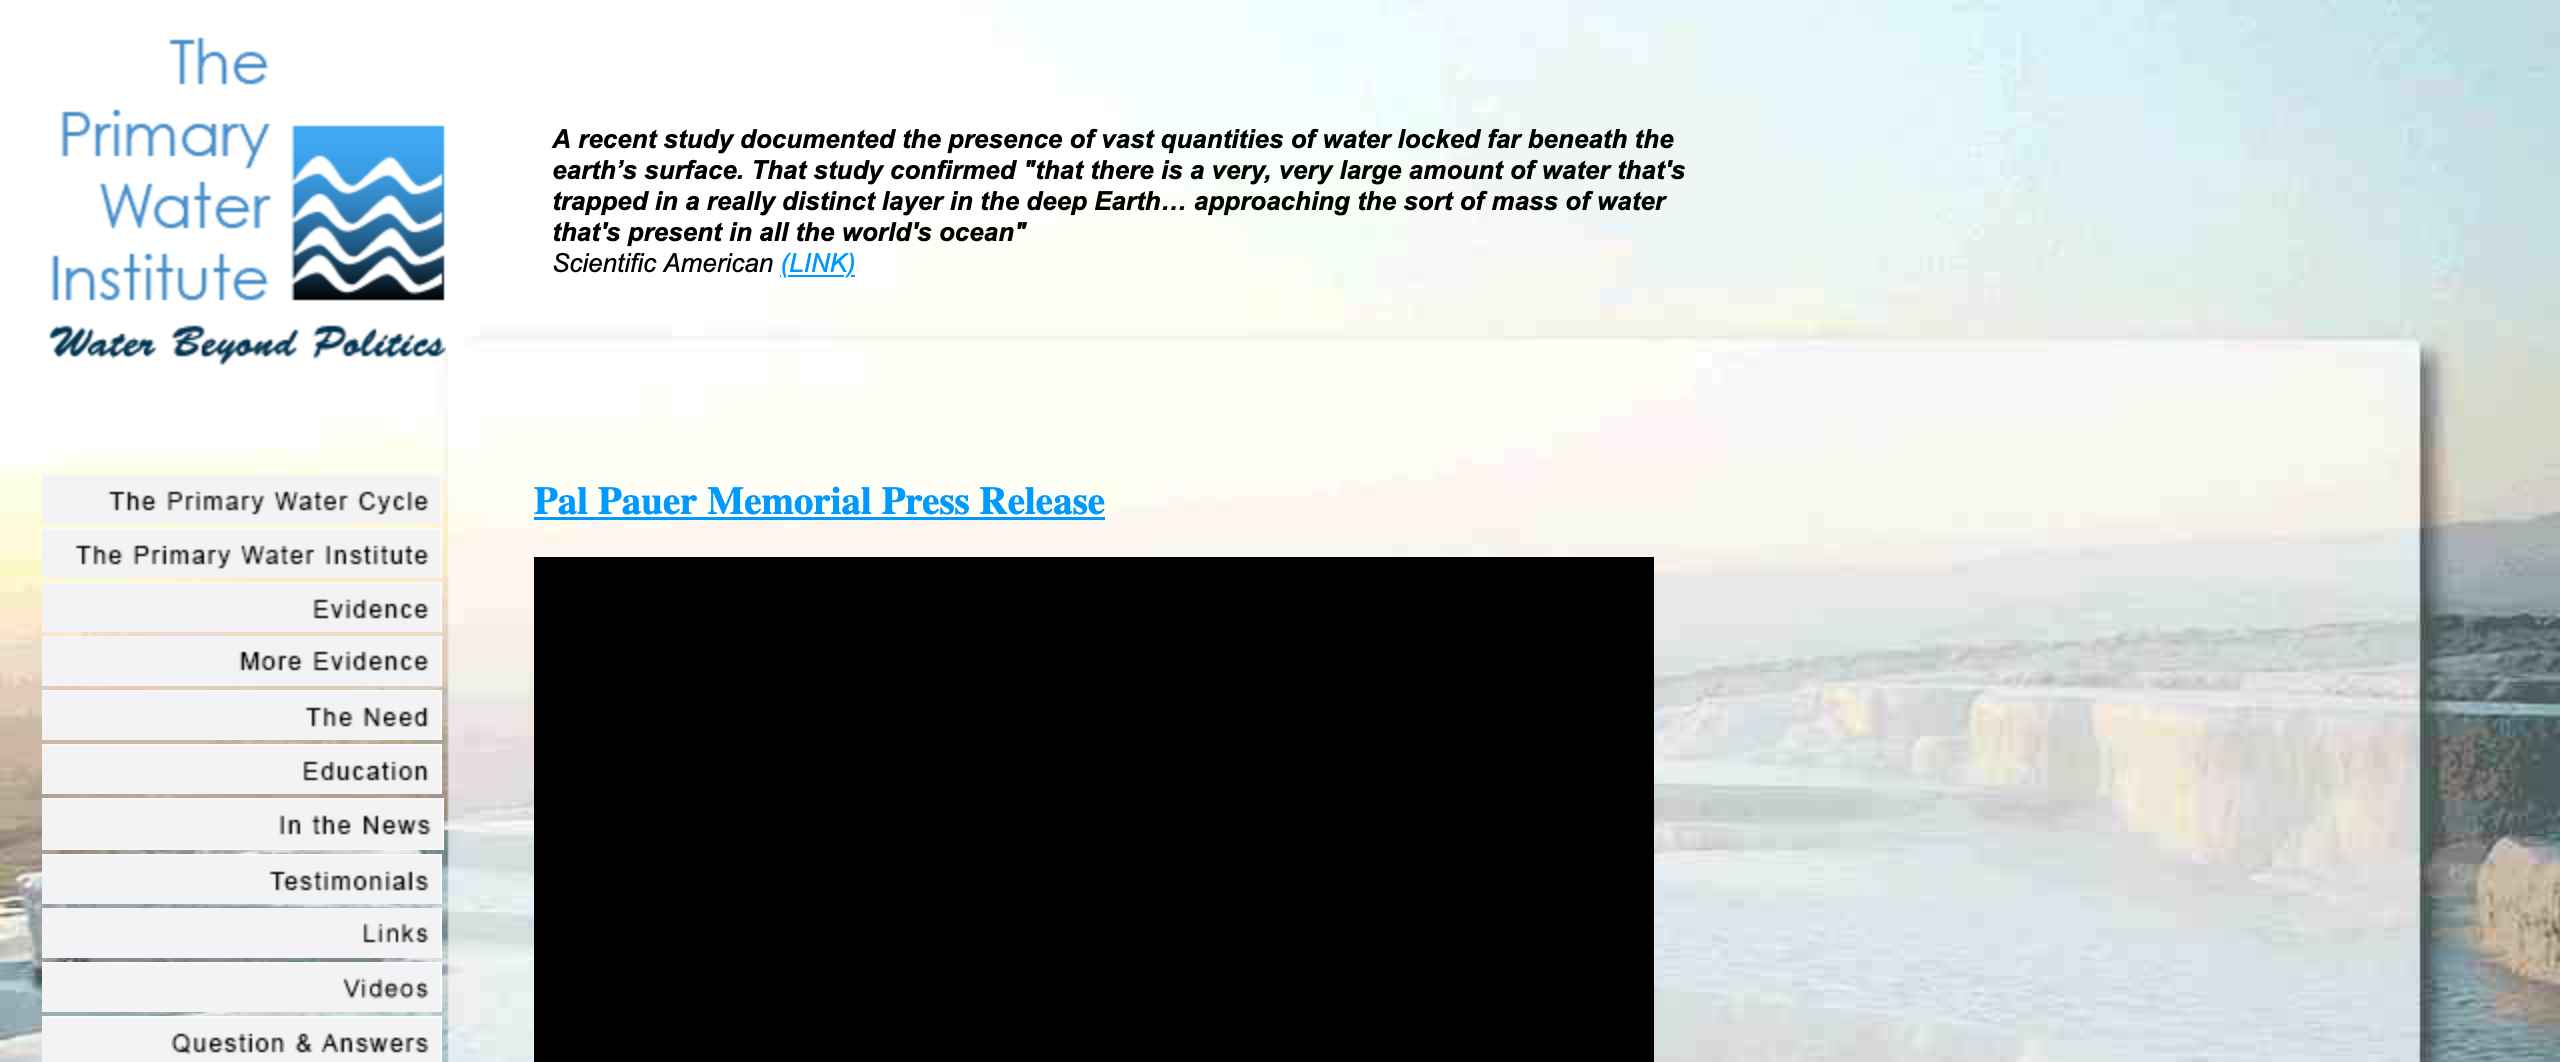 The
Primary
Water
Institute
Water Beyond Politics
A recent study documented the presence of vast quantities of water locked far beneath the
earth’s surface. That study confirmed "that there is a very, very large amount of water that's
trapped in a really distinct layer in the deep Earth… approaching the sort of mass of water
that's present in all the world's ocean"
Scientific American (LINK)
The Primary Water Cycle
The Primary Water Institute
Evidence
More Evidence
The Need
Education
In the News
Testimonials
Links
Videos
Question & Answers
Pal Pauer Memorial Press Release